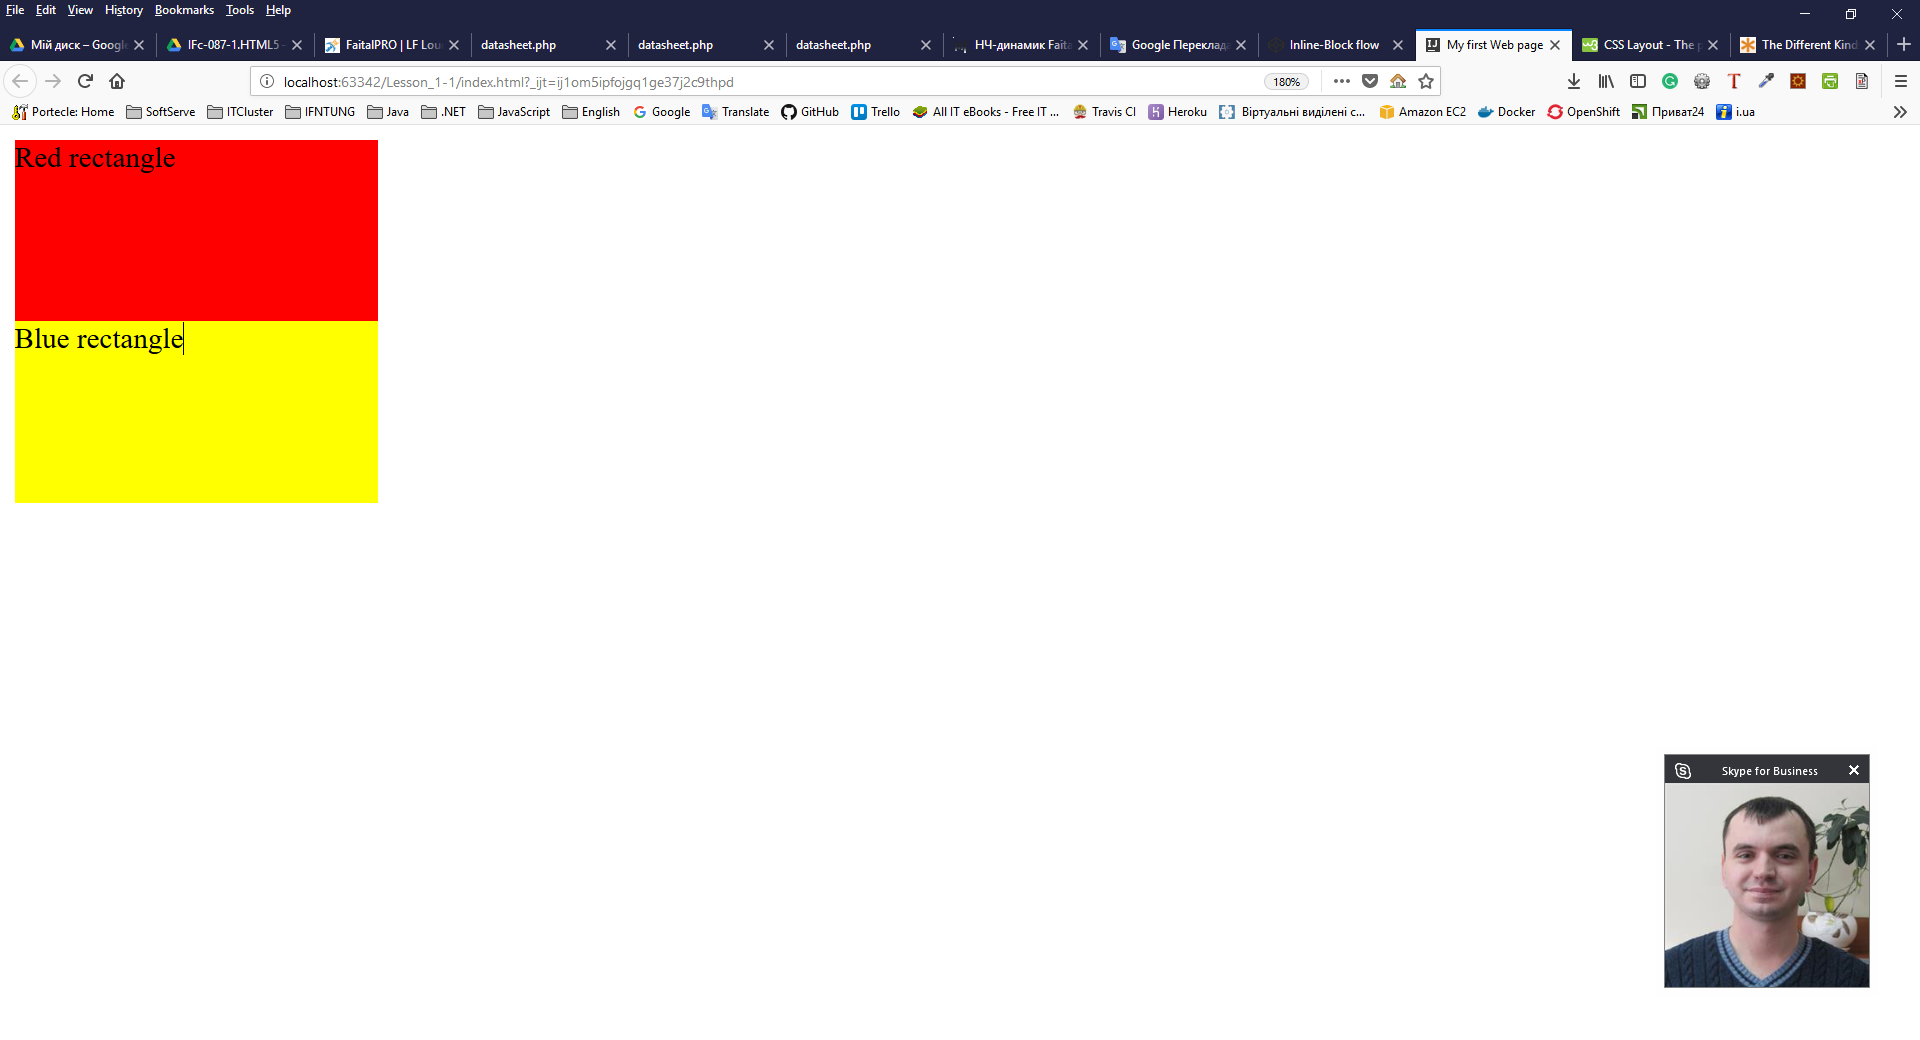 File Edit View History Bookmarks Tools Help
Мій диск – Google IFc-087-1.HTML5 - FaitalPRO | LF Lou datasheet.php datasheet.php datasheet.php НЧ-динамик Faita Google Переклада Inline-Block flow My first Web page CSS Layout - The p The Different Kind
localhost:63342/Lesson_1-1/index.html?_ijt=ij1om5ipfojgq1ge37j2c9thpd 180%
Portecle: Home SoftServe ITCluster IFNTUNG Java .NET JavaScript English Google Translate GitHub Trello All IT eBooks - Free IT ... Travis CI Heroku Віртуальні виділені с... Amazon EC2 Docker OpenShift Приват24 i.ua
Red rectangle
Blue rectangle
Skype for Business